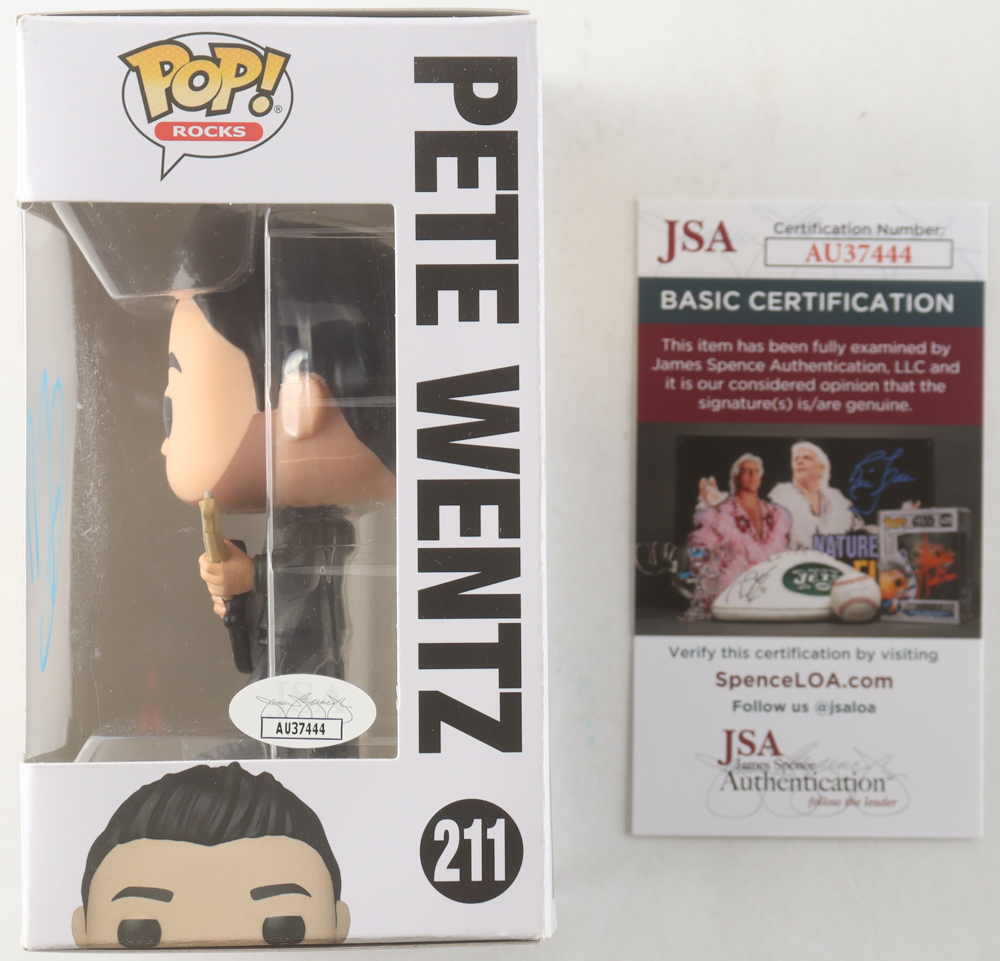 POP!
ROCKS
PETE WENTZ
211
JSA
AU37444
JSA
Certification Number:
AU37444
BASIC CERTIFICATION
This item has been fully examined by
James Spence Authentication, LLC and
it is our considered opinion that the
signature(s) is/are genuine.
NATURE
Verify this certification by visiting
SpenceLOA.com
Follow us @jsaloa
JSA
James Spence
Authentication
follow the leader